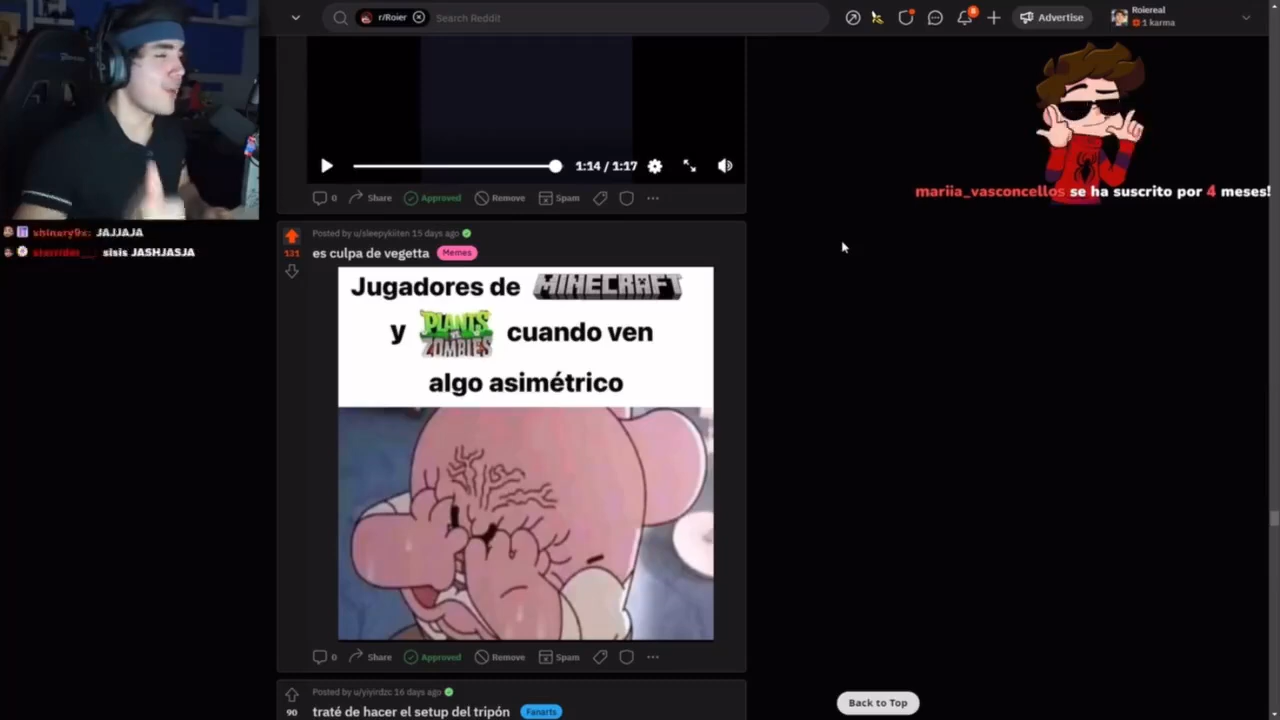 r/Roier
Search Reddit
8
Advertise
Roiereal
1 karma
1:14 / 1:17
0
Share
Approved
Remove
Spam
mariia_vasconcellos se ha suscrito por 4 meses!
JAJJAJA
sisis JASHJASJA
Posted by u/sleepykiiten 15 days ago
131
es culpa de vegetta
Memes
Jugadores de MINECRAFT
y PLANTS VS. ZOMBIES cuando ven
algo asimétrico
0
Share
Approved
Remove
Spam
Posted by u/yiyirdzc 16 days ago
90
traté de hacer el setup del tripón
Fanarts
Back to Top